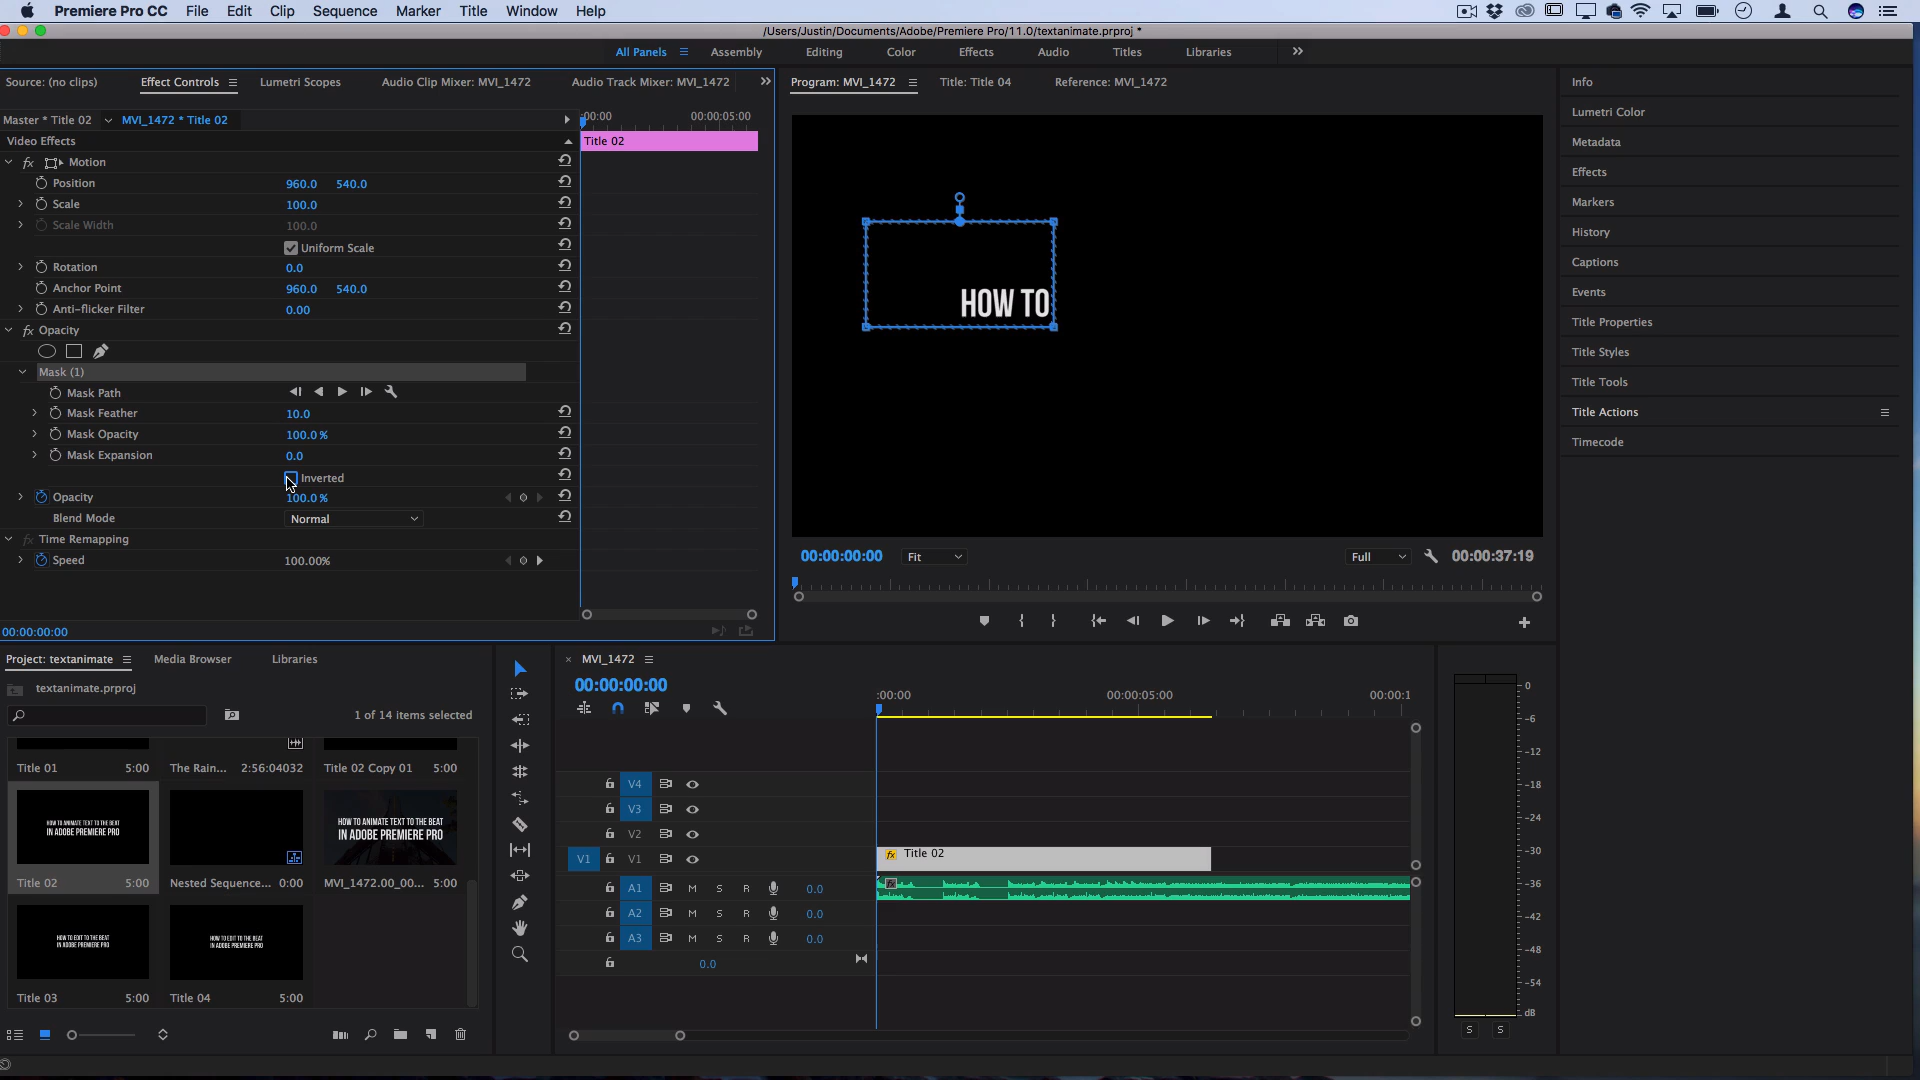 Premiere Pro CC File Edit Clip Sequence Marker Title Window Help
/Users/Justin/Documents/Adobe/Premiere Pro/11.0/textanimate.prproj *
All Panels Assembly Editing Color Effects Audio Titles Libraries
Source: (no clips) Effect Controls Lumetri Scopes Audio Clip Mixer: MVI_1472 Audio Track Mixer: MVI_1472
Program: MVI_1472 Title: Title 04 Reference: MVI_1472
Master * Title 02 MVI_1472 * Title 02
:00:00 00:00:05:00
Video Effects
Title 02
fx Motion
Position 960.0 540.0
Scale 100.0
Scale Width 100.0
Uniform Scale
Rotation 0.0
Anchor Point 960.0 540.0
Anti-flicker Filter 0.00
fx Opacity
Mask (1)
Mask Path
Mask Feather 10.0
Mask Opacity 100.0 %
Mask Expansion 0.0
Inverted
Opacity 100.0 %
Blend Mode Normal
fx Time Remapping
Speed 100.00%
00:00:00:00
HOW TO
00:00:00:00 Fit Full 00:00:37:19
Info
Lumetri Color
Metadata
Effects
Markers
History
Captions
Events
Title Properties
Title Styles
Title Tools
Title Actions
Timecode
Project: textanimate Media Browser Libraries
textanimate.prproj
1 of 14 items selected
Title 01 5:00 The Rain... 2:56:04032 Title 02 Copy 01 5:00
HOW TO ANIMATE TEXT TO THE BEAT
IN ADOBE PREMIERE PRO
HOW TO ANIMATE TEXT TO THE BEAT
IN ADOBE PREMIERE PRO
Title 02 5:00 Nested Sequence... 0:00 MVI_1472.00_00... 5:00
HOW TO EDIT TO THE BEAT
IN ADOBE PREMIERE PRO
HOW TO EDIT TO THE BEAT
IN ADOBE PREMIERE PRO
Title 03 5:00 Title 04 5:00
× MVI_1472
00:00:00:00
:00:00 00:00:05:00 00:00:1
V4
V3
V2
V1 V1 fx Title 02
A1 M S R 0.0 fx
A2 M S R 0.0
A3 M S R 0.0
0.0
0
-6
-12
-18
-24
-30
-36
-42
-48
-54
dB
S S